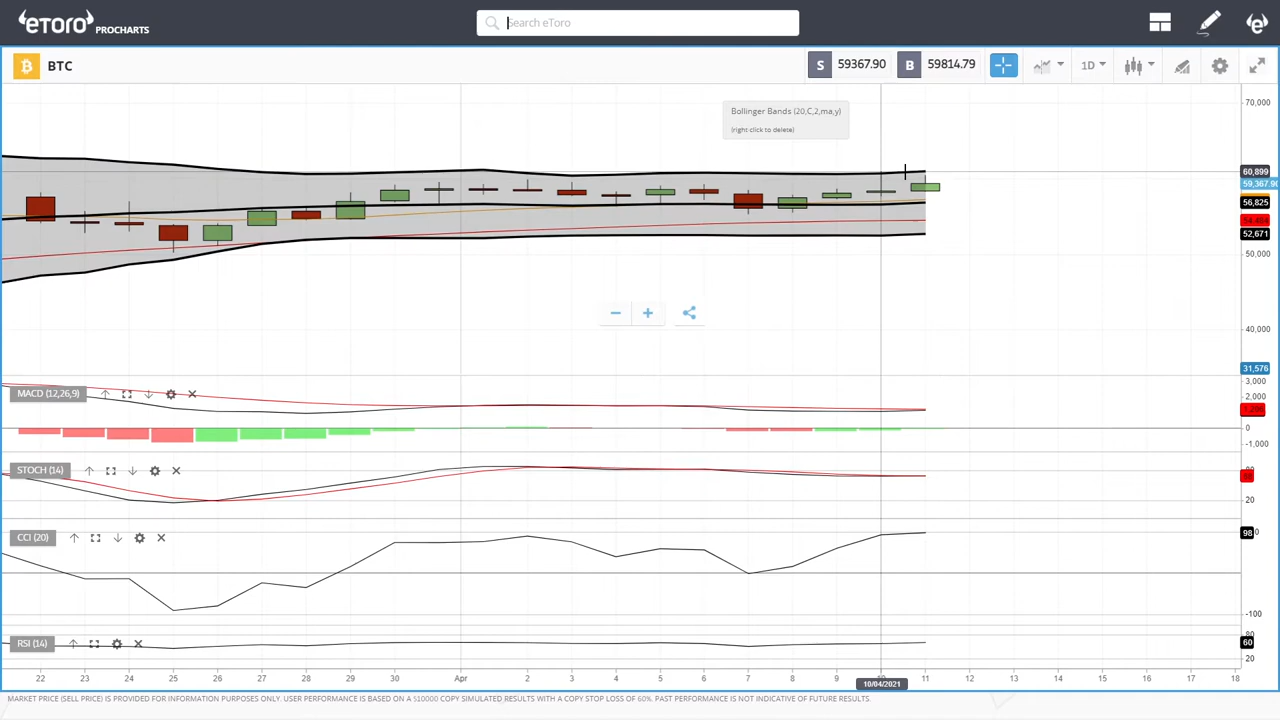 eToro PROCHARTS
Search eToro
BTC
S 59367.90 B 59814.79
1D
Bollinger Bands (20,C,2,ma,y)
(right click to delete)
70,000
60,899
59,367.90
56,825
52,671
50,000
40,000
31,576
MACD (12,26,9)
3,000
2,000
0
-1,000
STOCH (14)
20
CCI (20)
98
-100
RSI (14)
60
20
22 23 24 25 26 27 28 29 30 Apr 2 3 4 5 6 7 8 9 11 12 13 14 15 16 17 18
10/04/2021
MARKET PRICE (SELL PRICE) IS PROVIDED FOR INFORMATION PURPOSES ONLY. USER PERFORMANCE IS BASED ON A $10000 COPY SIMULATED RESULTS WITH A COPY STOP LOSS OF 60%. PAST PERFORMANCE IS NOT INDICATIVE OF FUTURE RESULTS.